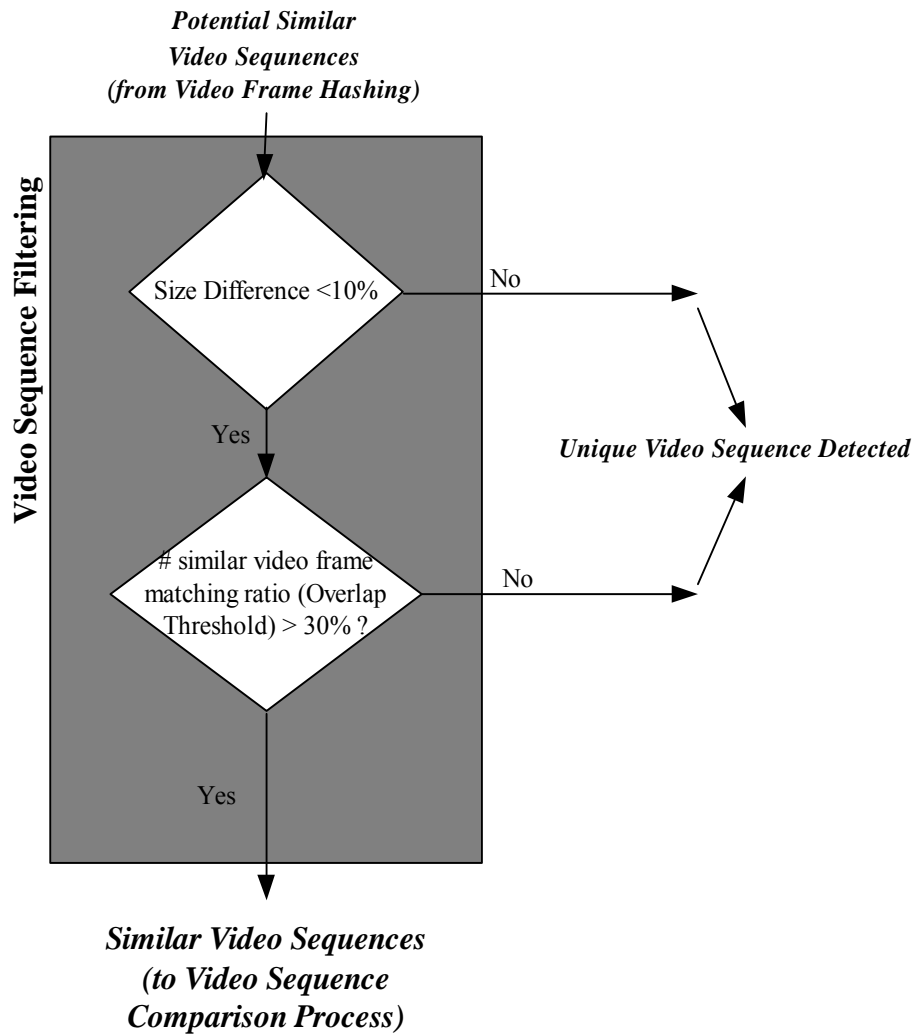 Potential Similar
Video Sequnences
(from Video Frame Hashing)
Video Sequence Filtering
Size Difference <10%
No
Yes
Unique Video Sequence Detected
# similar video frame
matching ratio (Overlap
Threshold) > 30% ?
No
Yes
Similar Video Sequences
(to Video Sequence
Comparison Process)